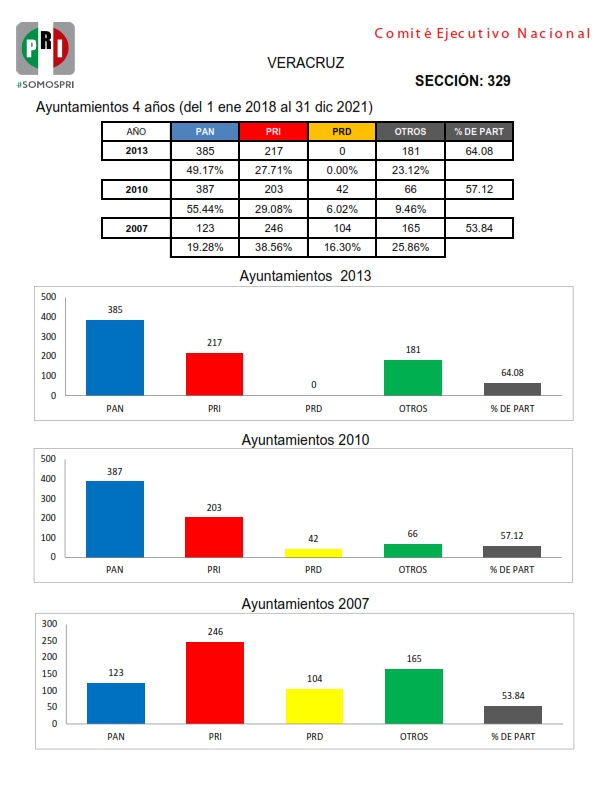 Comité Ejecutivo Nacional
PRI
#SOMOSPRI
VERACRUZ
SECCIÓN: 329
Ayuntamientos 4 años (del 1 ene 2018 al 31 dic 2021)
AÑO PAN PRI PRD OTROS % DE PART
2013 385 217 0 181 64.08
49.17% 27.71% 0.00% 23.12%
2010 387 203 42 66 57.12
55.44% 29.08% 6.02% 9.46%
2007 123 246 104 165 53.84
19.28% 38.56% 16.30% 25.86%
Ayuntamientos 2013
500
400
300
200
100
0
385 217 0 181 64.08
PAN PRI PRD OTROS % DE PART
Ayuntamientos 2010
500
400
300
200
100
0
387 203 42 66 57.12
PAN PRI PRD OTROS % DE PART
Ayuntamientos 2007
300
250
200
150
100
50
0
123 246 104 165 53.84
PAN PRI PRD OTROS % DE PART